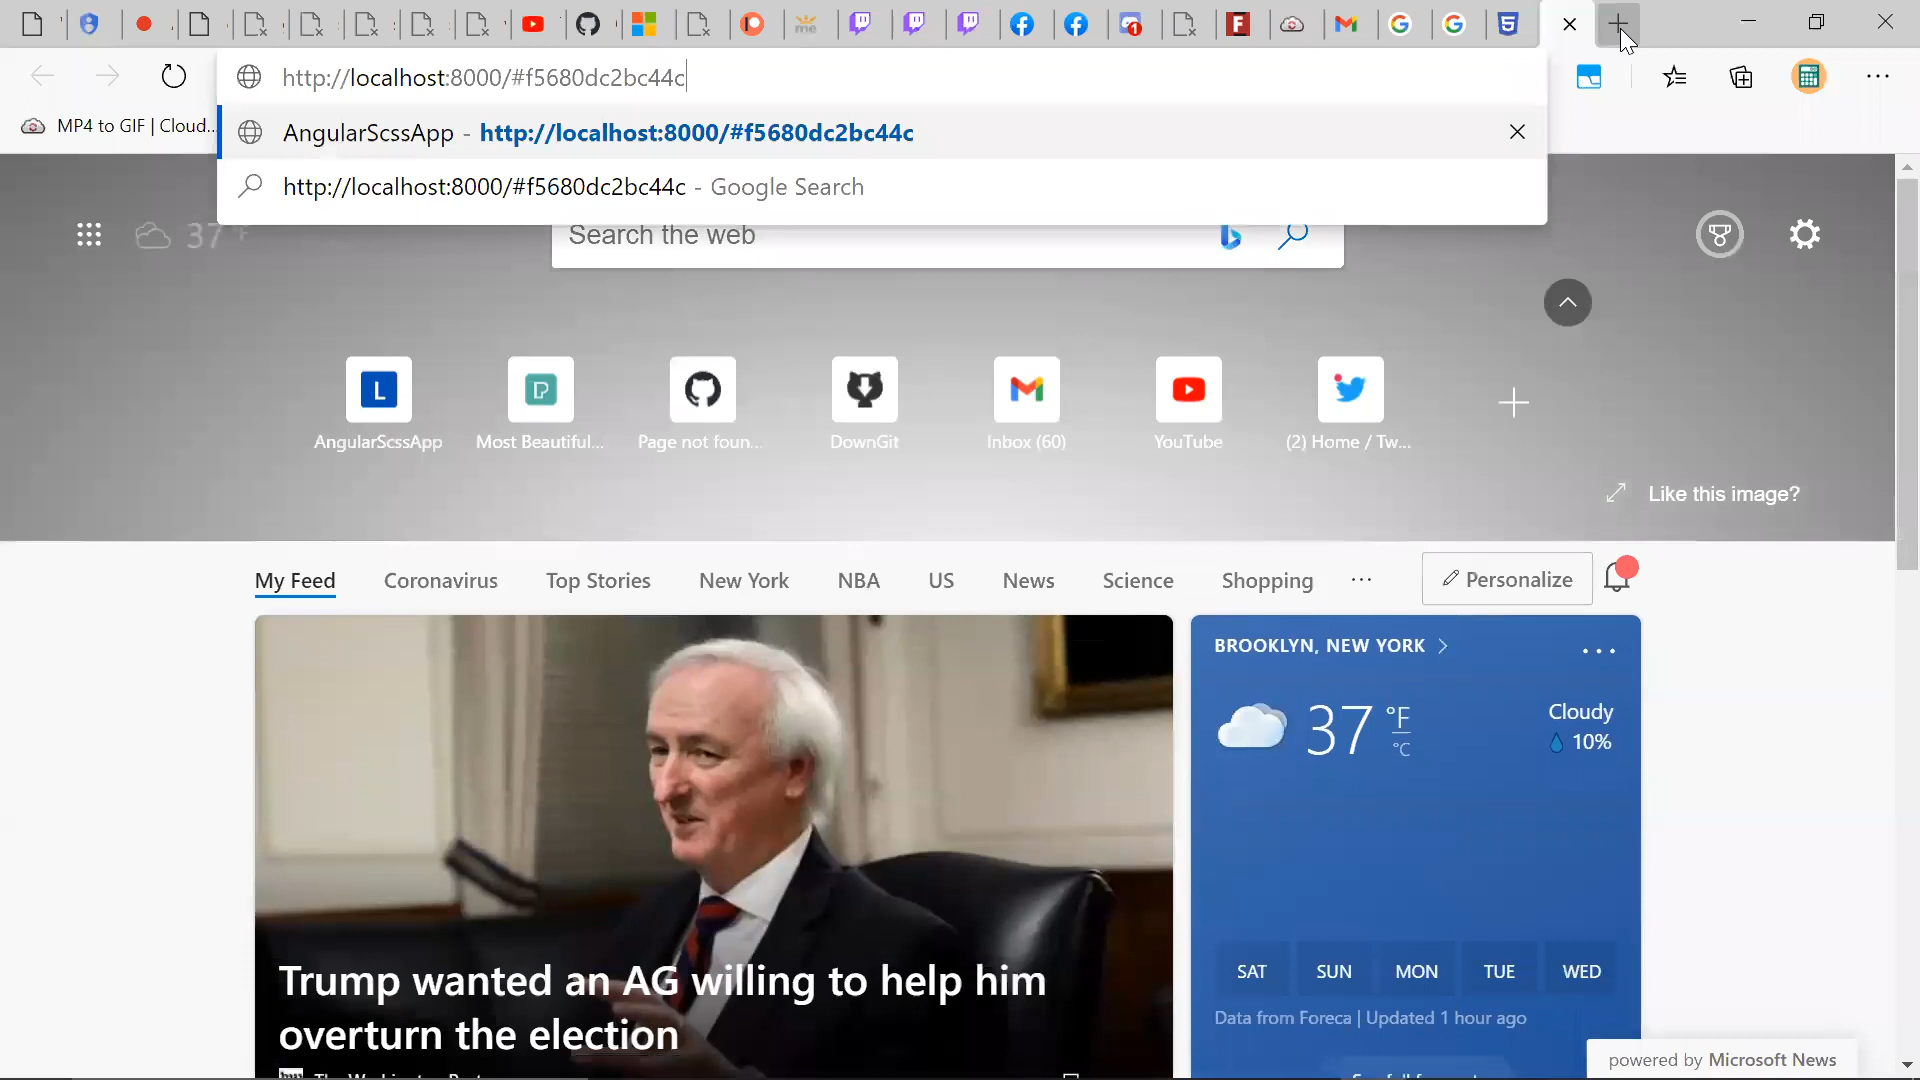 http://localhost:8000/#f5680dc2bc44c
MP4 to GIF | Cloud...
AngularScssApp - http://localhost:8000/#f5680dc2bc44c
http://localhost:8000/#f5680dc2bc44c - Google Search
37 °F
Search the web
L
AngularScssApp
Most Beautiful...
Page not foun...
DownGit
Inbox (60)
YouTube
(2) Home / Tw...
Like this image?
My Feed
Coronavirus
Top Stories
New York
NBA
US
News
Science
Shopping
Personalize
BROOKLYN, NEW YORK
37 °F
°C
Cloudy
10%
SAT
SUN
MON
TUE
WED
Data from Foreca | Updated 1 hour ago
Trump wanted an AG willing to help him
overturn the election
powered by Microsoft News